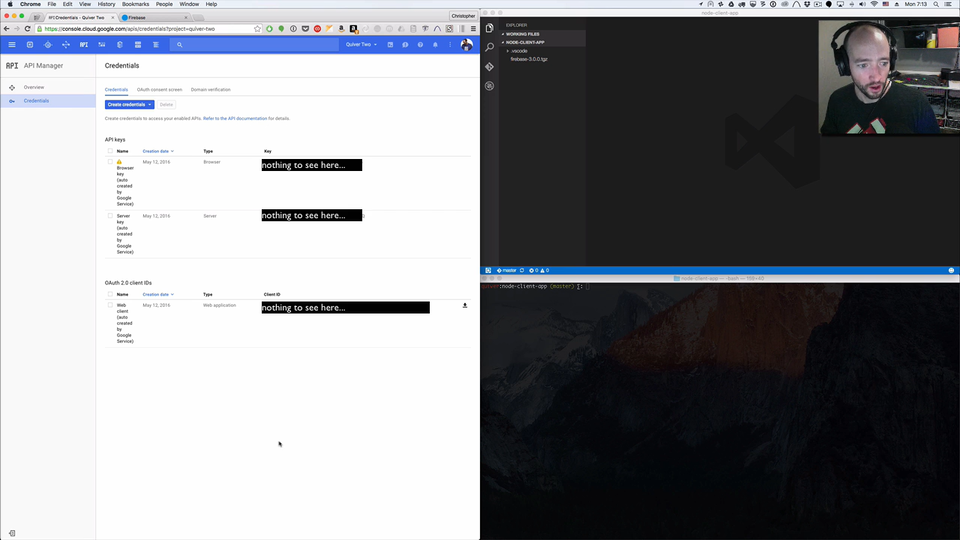 Chrome File Edit View History Bookmarks People Window Help
Mon 7:13
Credentials - Quiver Two
Firebase
Christopher
https://console.cloud.google.com/apis/credentials?project=quiver-two
Quiver Two
API API Manager
Overview
Credentials
Credentials
Credentials OAuth consent screen Domain verification
Create credentials Delete
Create credentials to access your enabled APIs. Refer to the API documentation for details.
API keys
Name Creation date Type Key
Browser key (auto created by Google Service) May 12, 2016 Browser nothing to see here...
Server key (auto created by Google Service) May 12, 2016 Server nothing to see here...
OAuth 2.0 client IDs
Name Creation date Type Client ID
Web client (auto created by Google Service) May 12, 2016 Web application nothing to see here...
node-client-app
EXPLORER
WORKING FILES
NODE-CLIENT-APP
.vscode
firebase-3.0.0.tgz
master 0 0
node-client-app — -bash —
:node-client-app (master)